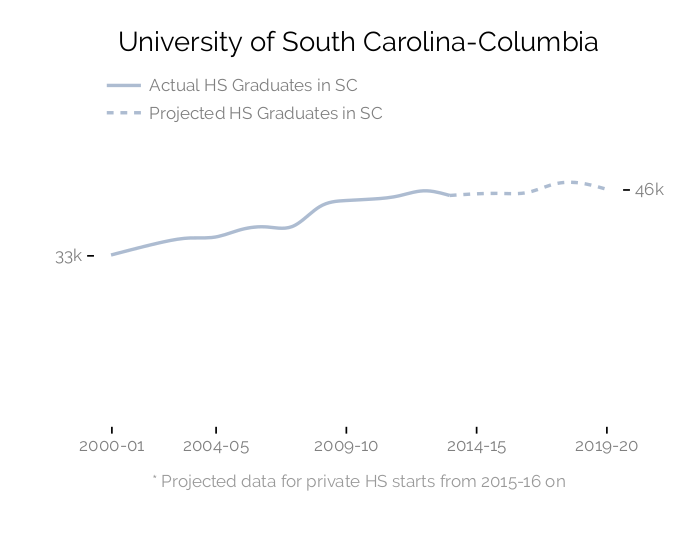 University of South Carolina-Columbia
Actual HS Graduates in SC
Projected HS Graduates in SC
46k
33k
2000-01 2004-05 2009-10 2014-15 2019-20
* Projected data for private HS starts from 2015-16 on